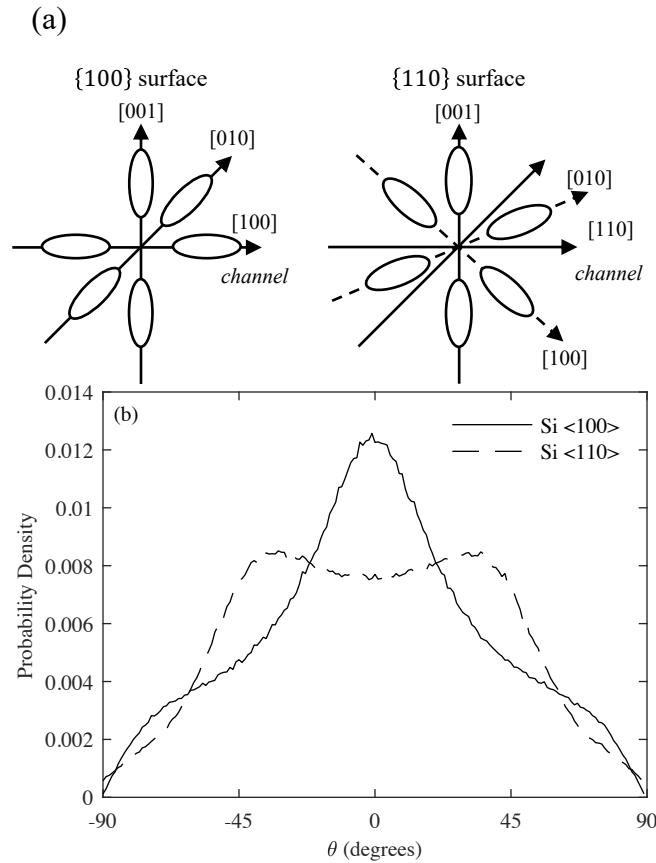 (a)
{100} surface
{110} surface
[001]
[010]
[100]
channel
[001]
[010]
[110]
channel
[100]
(b)
Si <100>
Si <110>
0.014
0.012
0.01
0.008
0.006
0.004
0.002
0
Probability Density
-90
-45
0
45
90
θ (degrees)